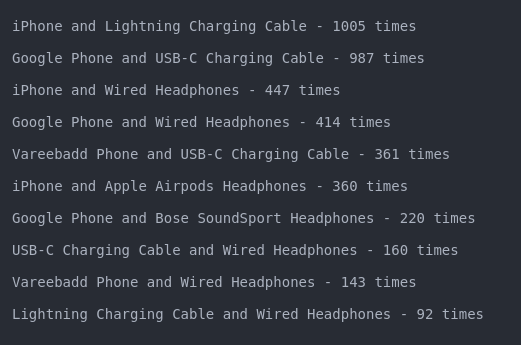 iPhone and Lightning Charging Cable - 1005 times
Google Phone and USB-C Charging Cable - 987 times
iPhone and Wired Headphones - 447 times
Google Phone and Wired Headphones - 414 times
Vareebadd Phone and USB-C Charging Cable - 361 times
iPhone and Apple Airpods Headphones - 360 times
Google Phone and Bose SoundSport Headphones - 220 times
USB-C Charging Cable and Wired Headphones - 160 times
Vareebadd Phone and Wired Headphones - 143 times
Lightning Charging Cable and Wired Headphones - 92 times